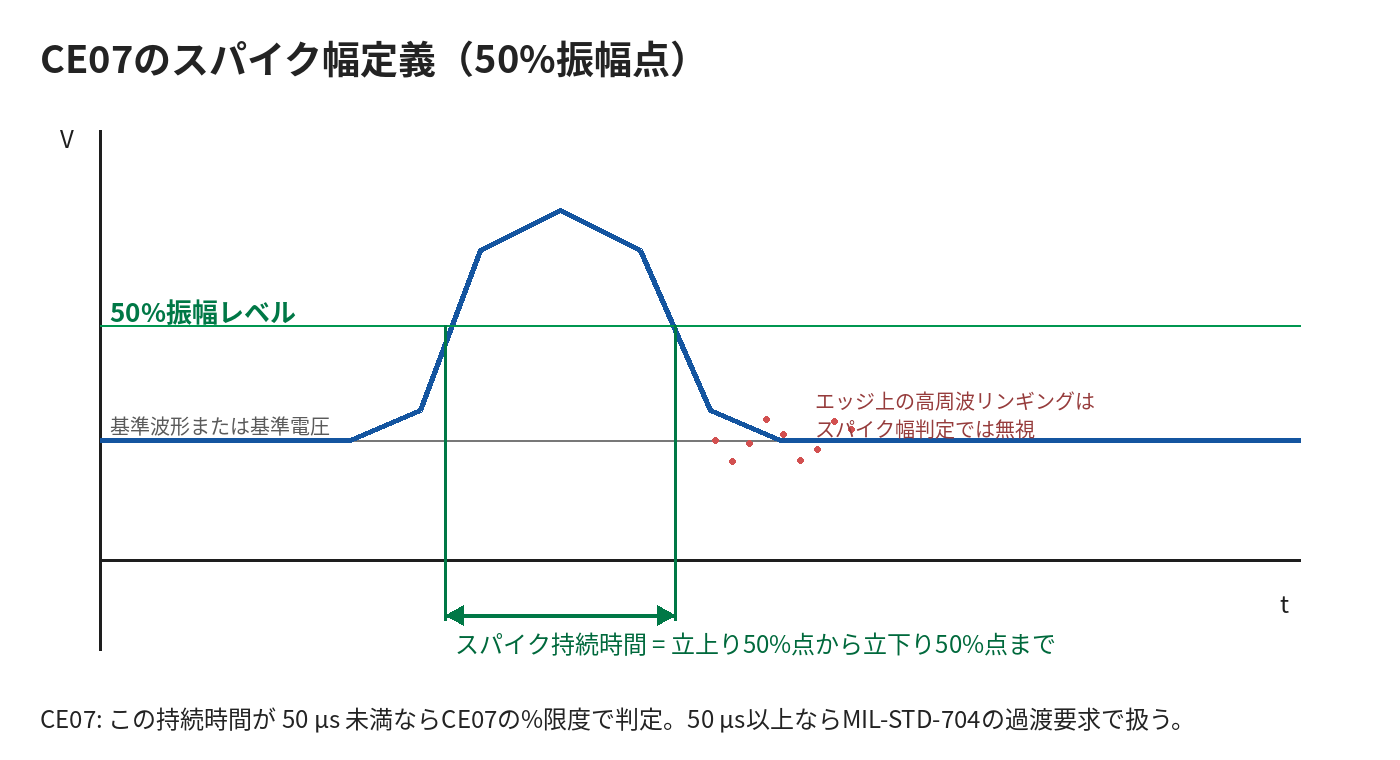 CE07のスパイク幅定義（50%振幅点）
V
50%振幅レベル
基準波形または基準電圧
エッジ上の高周波リンギングは
スパイク幅判定では無視
t
スパイク持続時間 = 立上り50%点から立下り50%点まで
CE07: この持続時間が 50 μs 未満ならCE07の%限度で判定。50 μs以上ならMIL-STD-704の過渡要求で扱う。